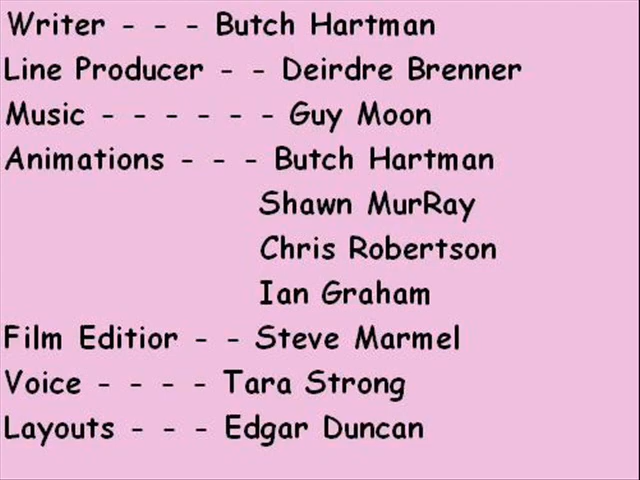 Writer - - - Butch Hartman
Line Producer - - Deirdre Brenner
Music - - - - - - Guy Moon
Animations - - - Butch Hartman
Shawn MurRay
Chris Robertson
Ian Graham
Film Editior - - Steve Marmel
Voice - - - - Tara Strong
Layouts - - - Edgar Duncan